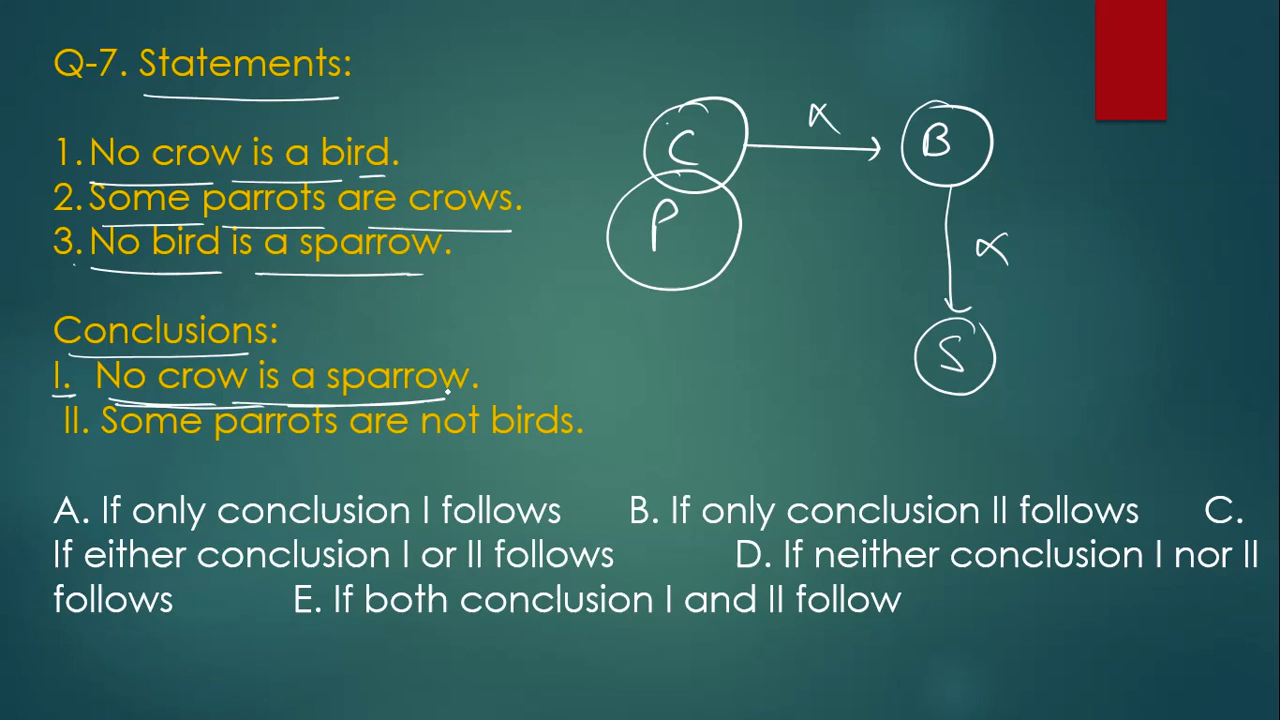 Q-7. Statements:
1. No crow is a bird.
2. Some parrots are crows.
3. No bird is a sparrow.
Conclusions:
I. No crow is a sparrow.
II. Some parrots are not birds.
A. If only conclusion I follows B. If only conclusion II follows C.
If either conclusion I or II follows D. If neither conclusion I nor II
follows E. If both conclusion I and II follow
C
B
P
S